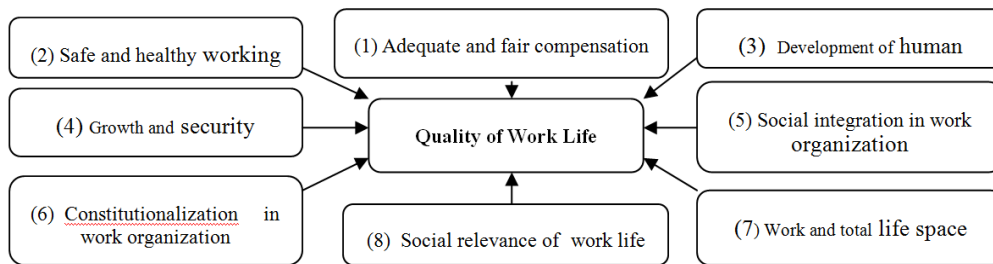 (1) Adequate and fair compensation
(2) Safe and healthy working
(3) Development of human
(4) Growth and security
Quality of Work Life
(5) Social integration in work
organization
(6) Constitutionalization in
work organization
(8) Social relevance of work life
(7) Work and total life space